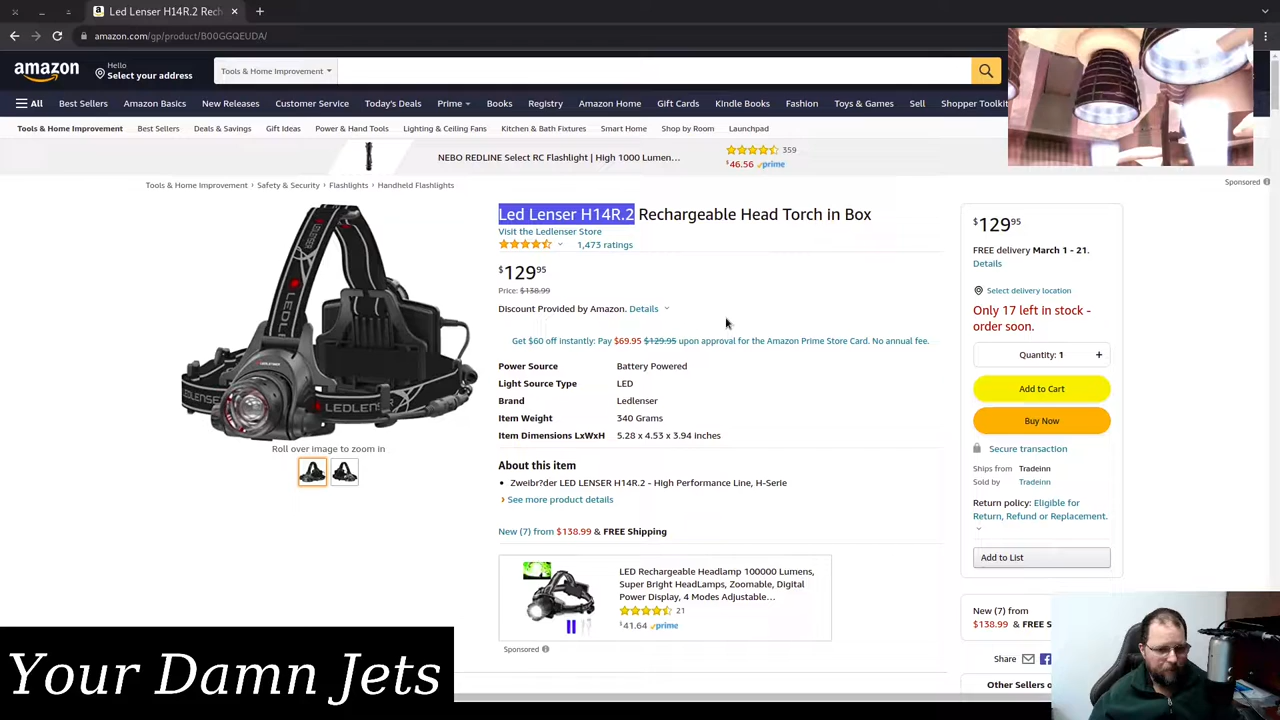 Amazon.com: Led Lenser H14R.2 Rech
amazon.com/gp/product/B00GGQEUDA/
amazon
Hello
Select your address
Tools & Home Improvement
All
Best Sellers
Amazon Basics
New Releases
Customer Service
Today's Deals
Prime
Books
Registry
Amazon Home
Gift Cards
Kindle Books
Fashion
Toys & Games
Sell
Shopper Toolkit
Tools & Home Improvement
Best Sellers
Deals & Savings
Gift Ideas
Power & Hand Tools
Lighting & Ceiling Fans
Kitchen & Bath Fixtures
Smart Home
Shop by Room
Launchpad
NEBO REDLINE Select RC Flashlight | High 1000 Lumen...
359
$46.56 prime
Sponsored
Tools & Home Improvement › Safety & Security › Flashlights › Handheld Flashlights
LEDLENSER
Roll over image to zoom in
Led Lenser H14R.2 Rechargeable Head Torch in Box
Visit the Ledlenser Store
1,473 ratings
$129.95
Price: $138.99
Discount Provided by Amazon. Details
Get $60 off instantly: Pay $69.95 $129.95 upon approval for the Amazon Prime Store Card. No annual fee.
Power Source Battery Powered
Light Source Type LED
Brand Ledlenser
Item Weight 340 Grams
Item Dimensions LxWxH 5.28 x 4.53 x 3.94 inches
About this item
• Zweibr?der LED LENSER H14R.2 - High Performance Line, H-Serie
› See more product details
New (7) from $138.99 & FREE Shipping
LED Rechargeable Headlamp 100000 Lumens,
Super Bright HeadLamps, Zoomable, Digital
Power Display, 4 Modes Adjustable...
21
$41.64 prime
Sponsored
$129.95
FREE delivery March 1 - 21.
Details
Select delivery location
Only 17 left in stock -
order soon.
Quantity: 1 +
Add to Cart
Buy Now
Secure transaction
Ships from Tradeinn
Sold by Tradeinn
Return policy: Eligible for
Return, Refund or Replacement.
Add to List
New (7) from
$138.99 & FREE S
Share
Other Sellers o
Your Damn Jets